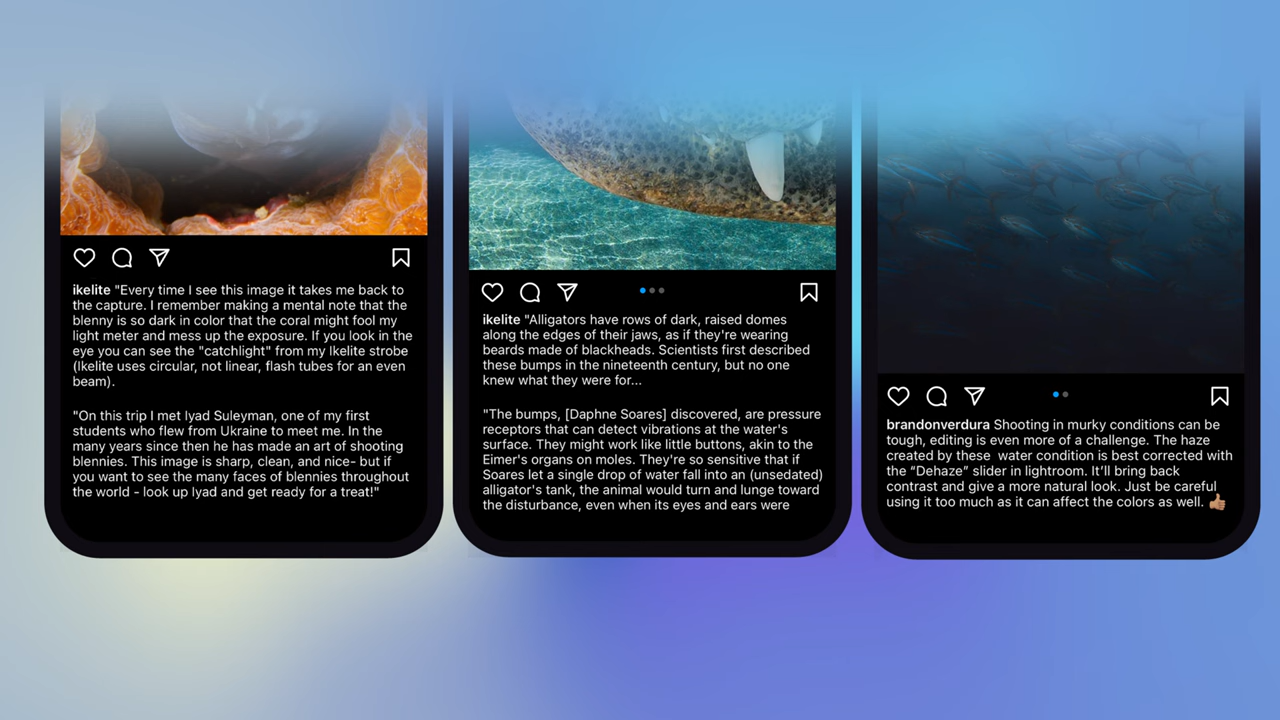 ikelite "Every time I see this image it takes me back to
the capture. I remember making a mental note that the
blenny is so dark in color that the coral might fool my
light meter and mess up the exposure. If you look in the
eye you can see the "catchlight" from my Ikelite strobe
(Ikelite uses circular, not linear, flash tubes for an even
beam).
"On this trip I met Iyad Suleyman, one of my first
students who flew from Ukraine to meet me. In the
many years since then he has made an art of shooting
blennies. This image is sharp, clean, and nice- but if
you want to see the many faces of blennies throughout
the world - look up Iyad and get ready for a treat!"
ikelite "Alligators have rows of dark, raised domes
along the edges of their jaws, as if they're wearing
beards made of blackheads. Scientists first described
these bumps in the nineteenth century, but no one
knew what they were for...
"The bumps, [Daphne Soares] discovered, are pressure
receptors that can detect vibrations at the water's
surface. They might work like little buttons, akin to the
Eimer's organs on moles. They're so sensitive that if
Soares let a single drop of water fall into an (unsedated)
alligator's tank, the animal would turn and lunge toward
the disturbance, even when its eyes and ears were
brandonverdura Shooting in murky conditions can be
tough, editing is even more of a challenge. The haze
created by these  water condition is best corrected with
the “Dehaze” slider in lightroom. It’ll bring back
contrast and give a more natural look. Just be careful
using it too much as it can affect the colors as well. 👍🏽